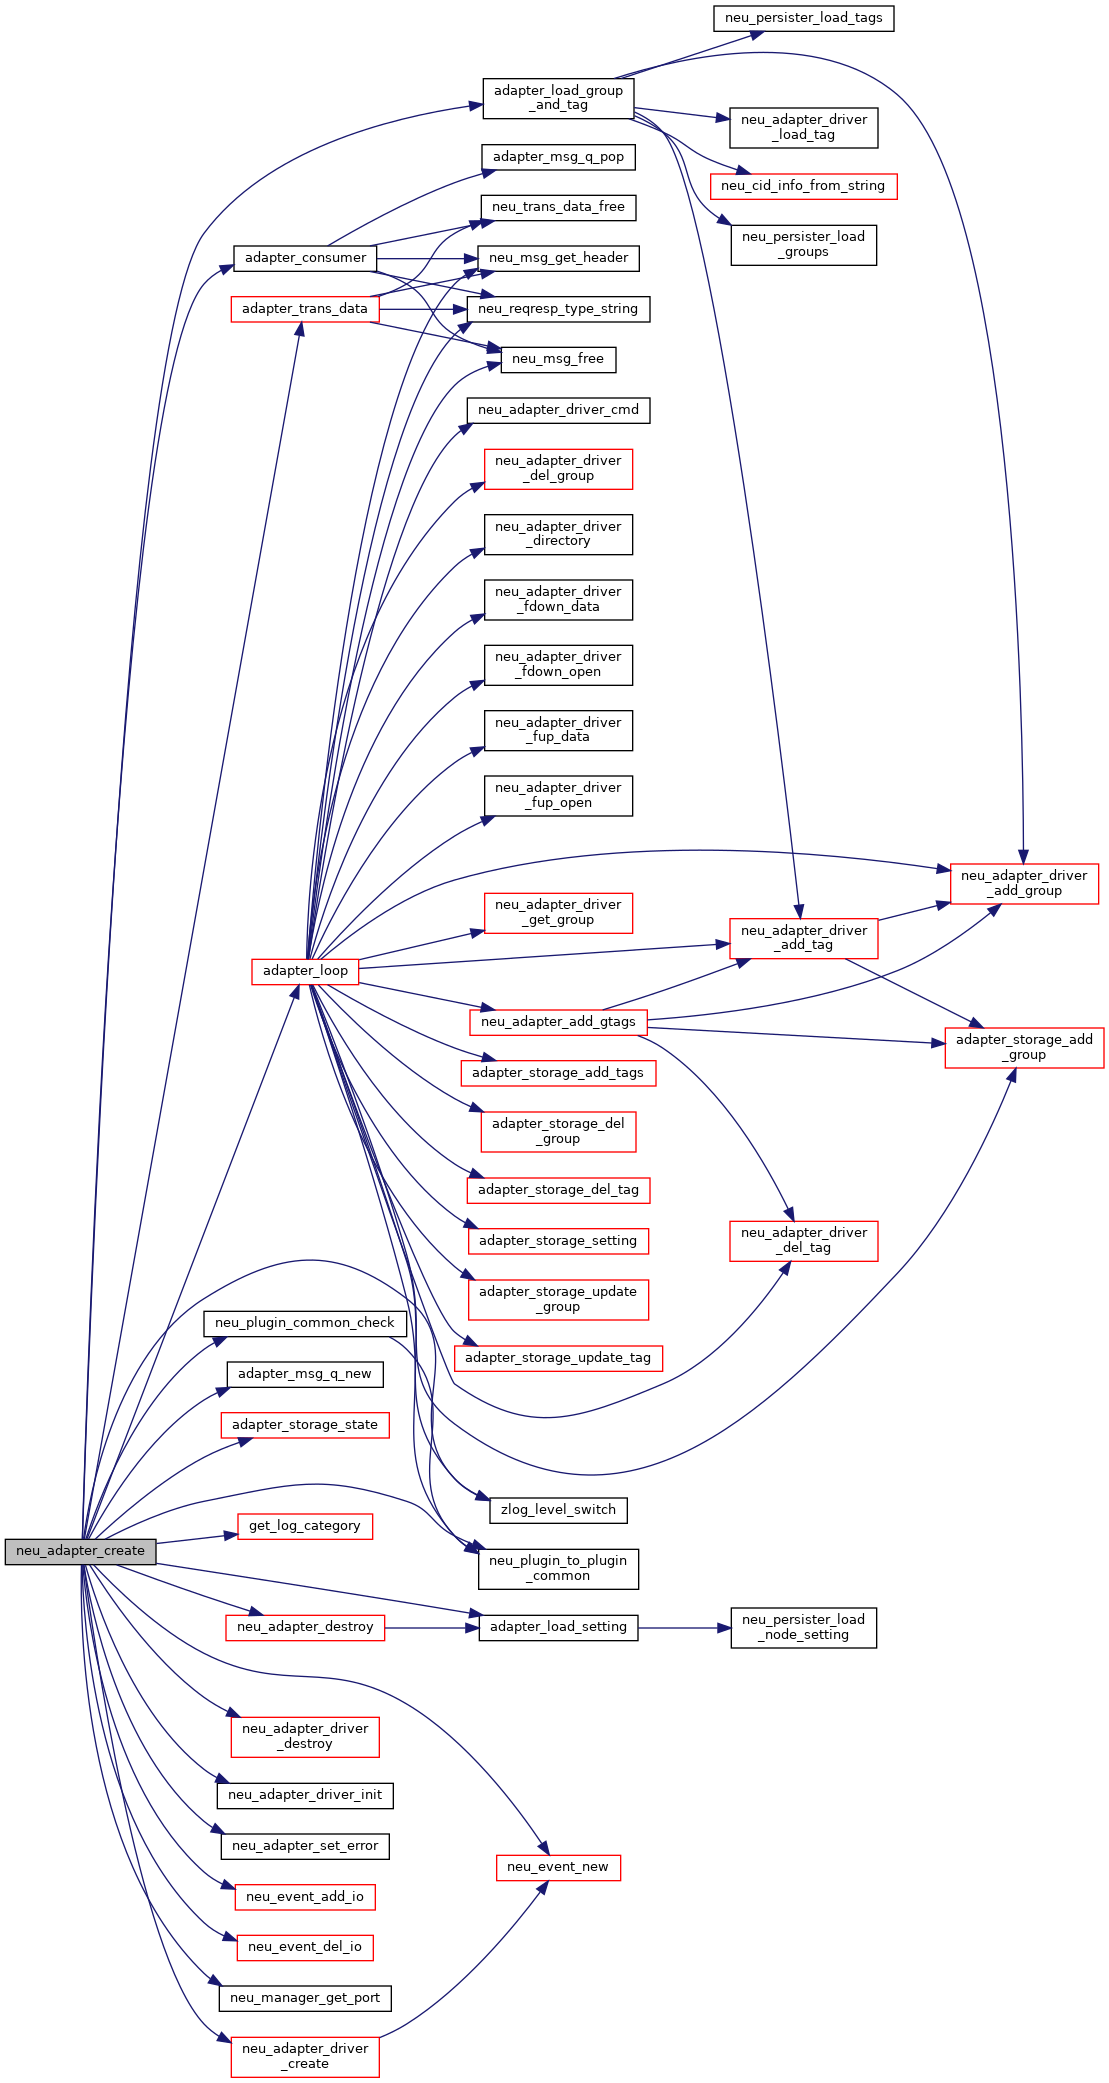 neu_persister_load_tags
adapter_load_group
_and_tag
neu_adapter_driver
_load_tag
adapter_msg_q_pop
neu_cid_info_from_string
neu_trans_data_free
neu_persister_load
_groups
adapter_consumer
neu_msg_get_header
adapter_trans_data
neu_reqresp_type_string
neu_msg_free
neu_adapter_driver_cmd
neu_adapter_driver
_del_group
neu_adapter_driver
_directory
neu_adapter_driver
_fdown_data
neu_adapter_driver
_fdown_open
neu_adapter_driver
_fup_data
neu_adapter_driver
_fup_open
neu_adapter_driver
_add_group
neu_adapter_driver
_get_group
neu_adapter_driver
_add_tag
adapter_loop
neu_adapter_add_gtags
adapter_storage_add
_group
adapter_storage_add_tags
adapter_storage_del
_group
adapter_storage_del_tag
neu_adapter_driver
_del_tag
adapter_storage_setting
adapter_storage_update
_group
neu_plugin_common_check
adapter_storage_update_tag
adapter_msg_q_new
adapter_storage_state
zlog_level_switch
get_log_category
neu_adapter_create
neu_plugin_to_plugin
_common
neu_adapter_destroy
adapter_load_setting
neu_persister_load
_node_setting
neu_adapter_driver
_destroy
neu_adapter_driver_init
neu_adapter_set_error
neu_event_new
neu_event_add_io
neu_event_del_io
neu_manager_get_port
neu_adapter_driver
_create